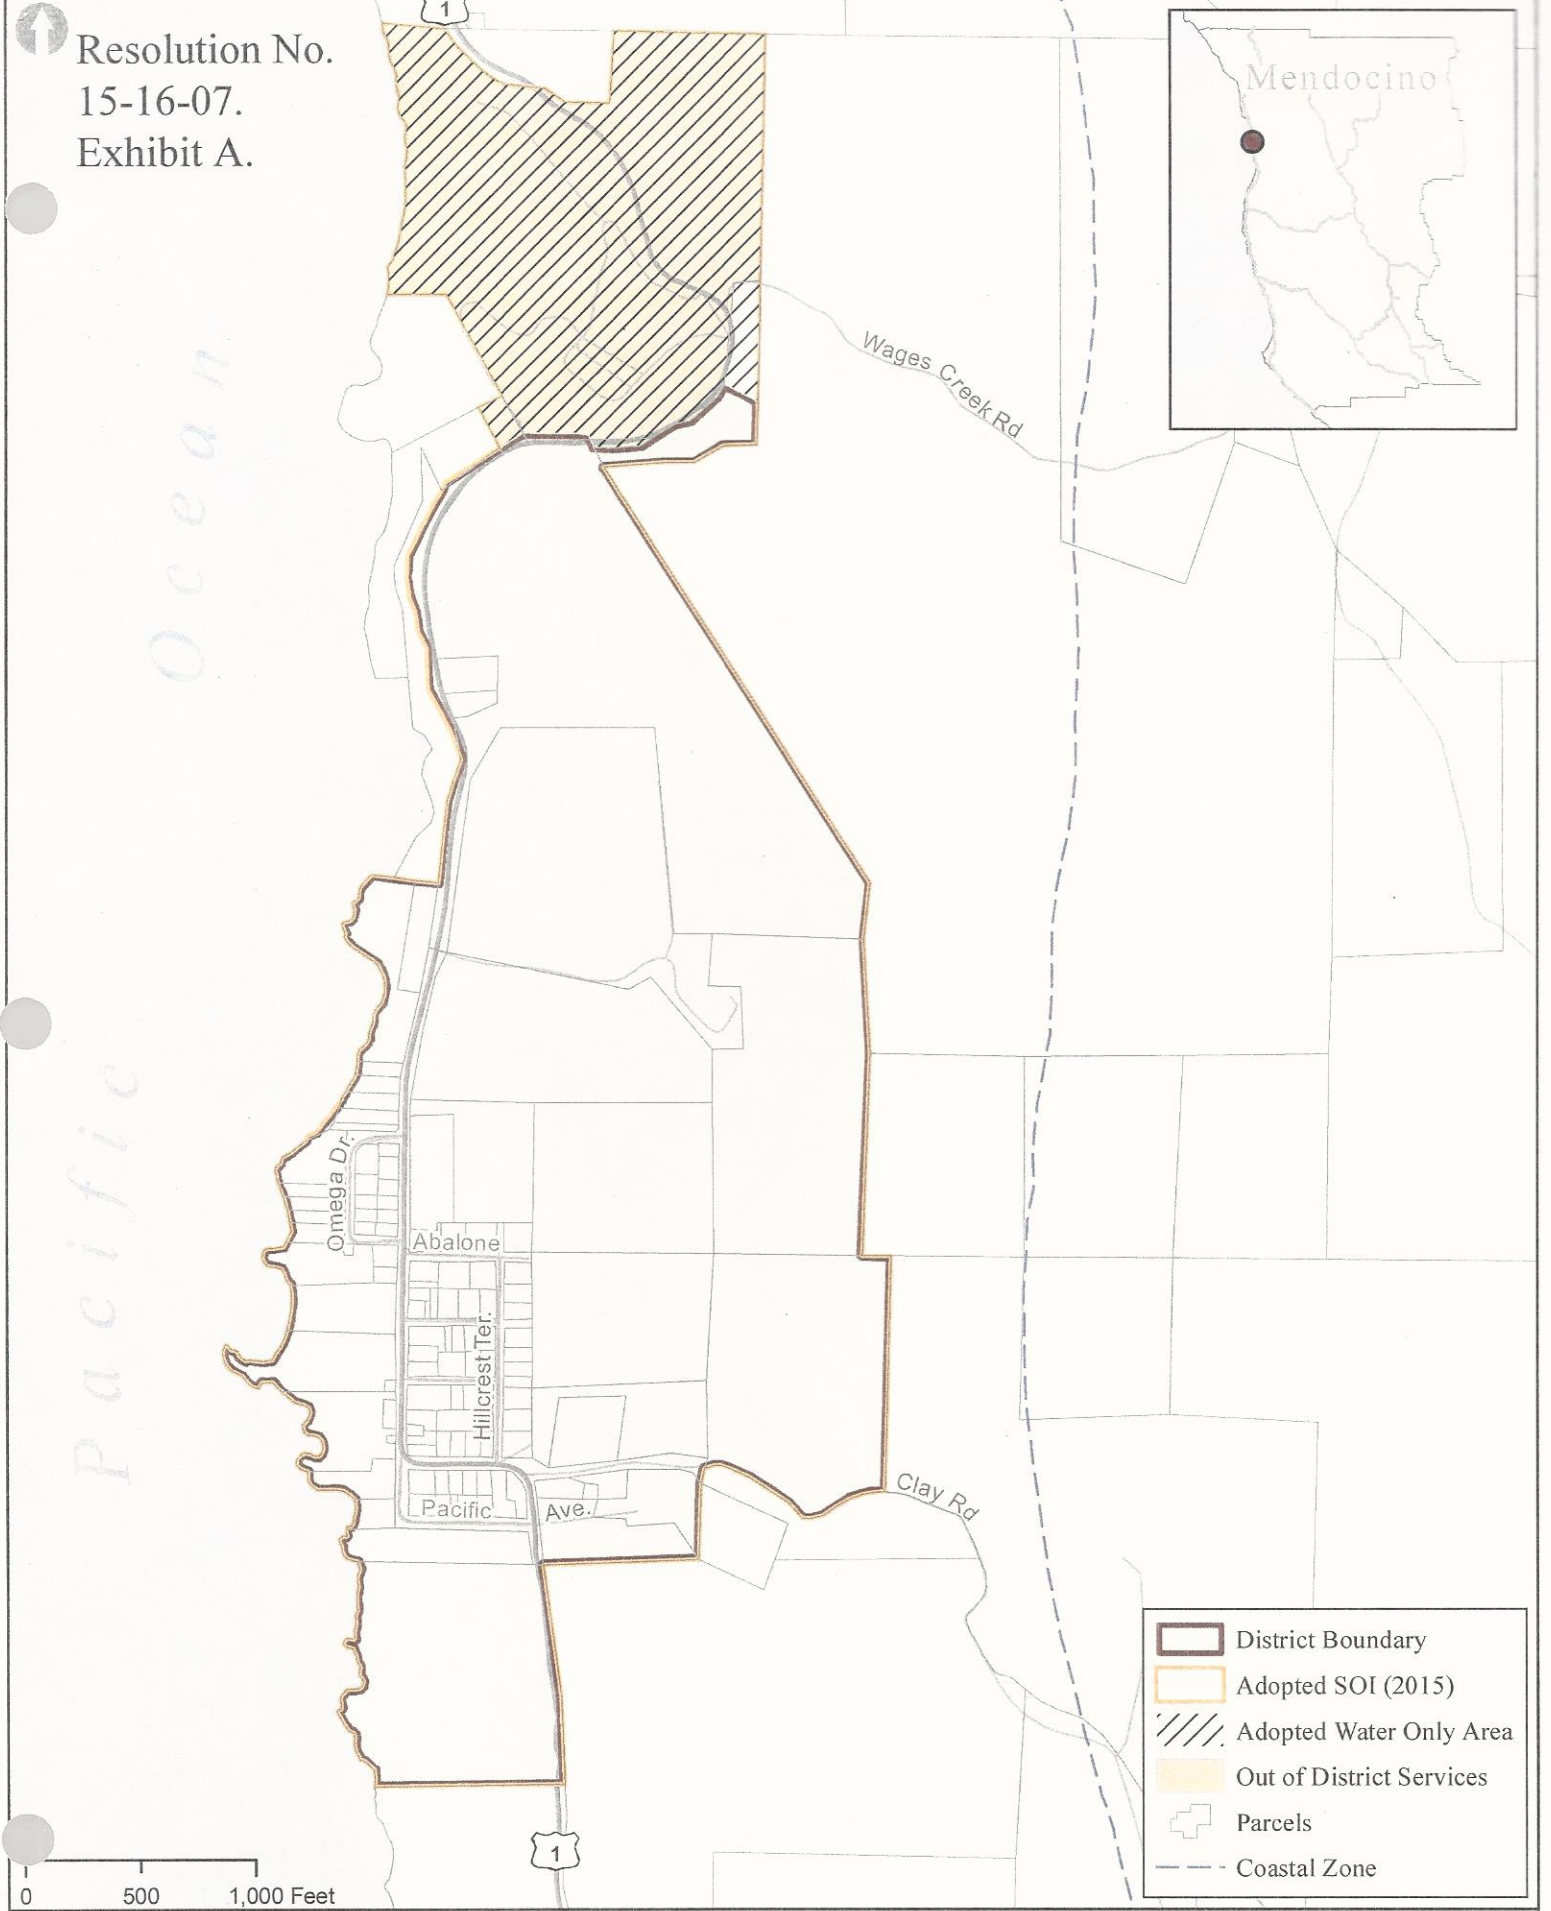 1
Resolution No.
15-16-07.
Exhibit A.
Mendocino
Wages Creek Rd
Pacific Ocean
Omega Dr.
Abalone
Hillcrest Ter.
Pacific Ave.
Clay Rd
1
District Boundary
Adopted SOI (2015)
Adopted Water Only Area
Out of District Services
Parcels
Coastal Zone
0 500 1,000 Feet